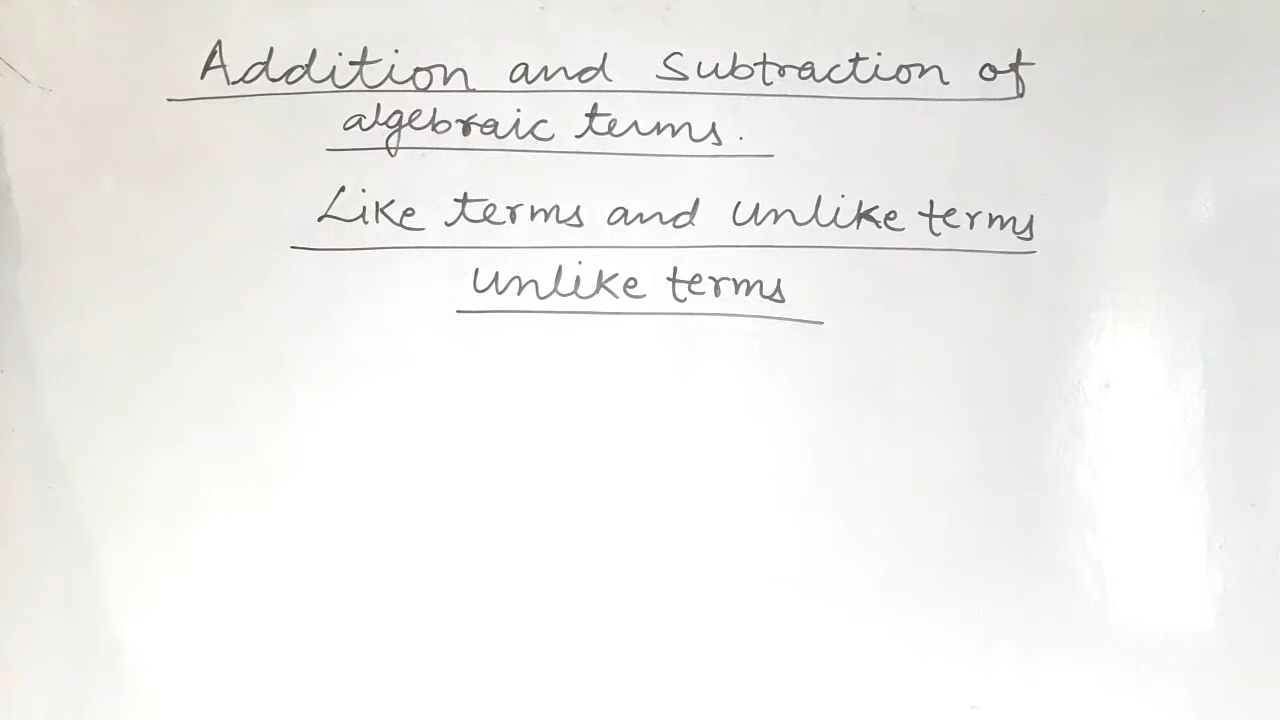 Addition and Subtraction of
algebraic terms.
Like terms and unlike terms
unlike terms